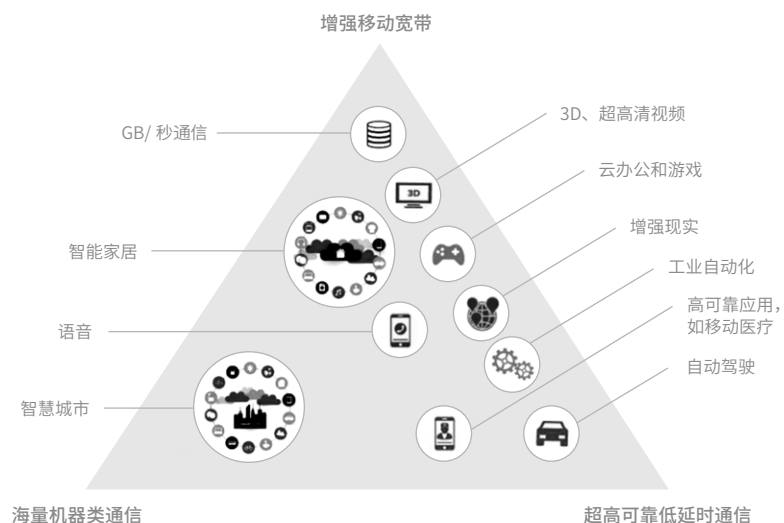 增强移动宽带
3D、超高清视频
GB/ 秒通信
云办公和游戏
3D
增强现实
智能家居
工业自动化
高可靠应用，
如移动医疗
语音
自动驾驶
智慧城市
海量机器类通信
超高可靠低延时通信